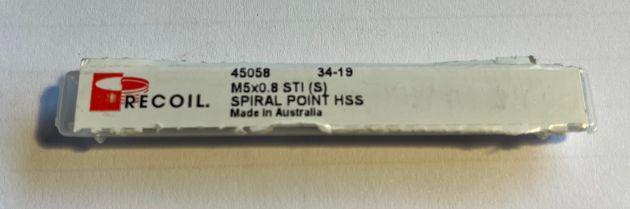 45058 34-19
M5x0.8 STI (S)
RECOIL.
SPIRAL POINT HSS
Made in Australia